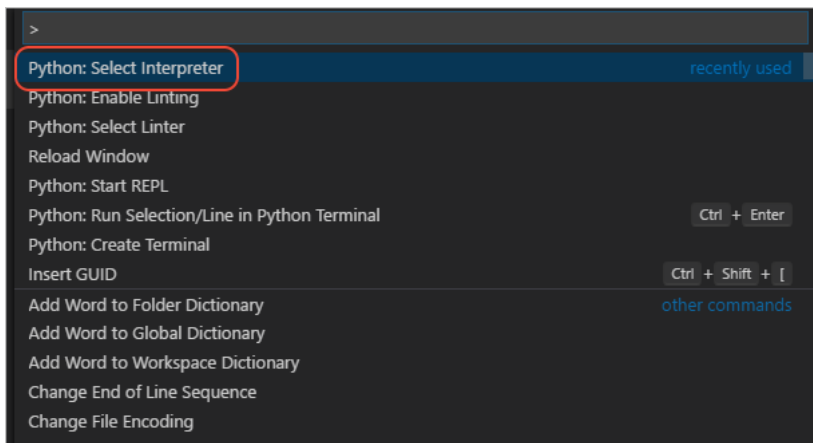 >
Python: Select Interpreter recently used
Python: Enable Linting
Python: Select Linter
Reload Window
Python: Start REPL
Python: Run Selection/Line in Python Terminal Ctrl + Enter
Python: Create Terminal
Insert GUID Ctrl + Shift + [
Add Word to Folder Dictionary other commands
Add Word to Global Dictionary
Add Word to Workspace Dictionary
Change End of Line Sequence
Change File Encoding